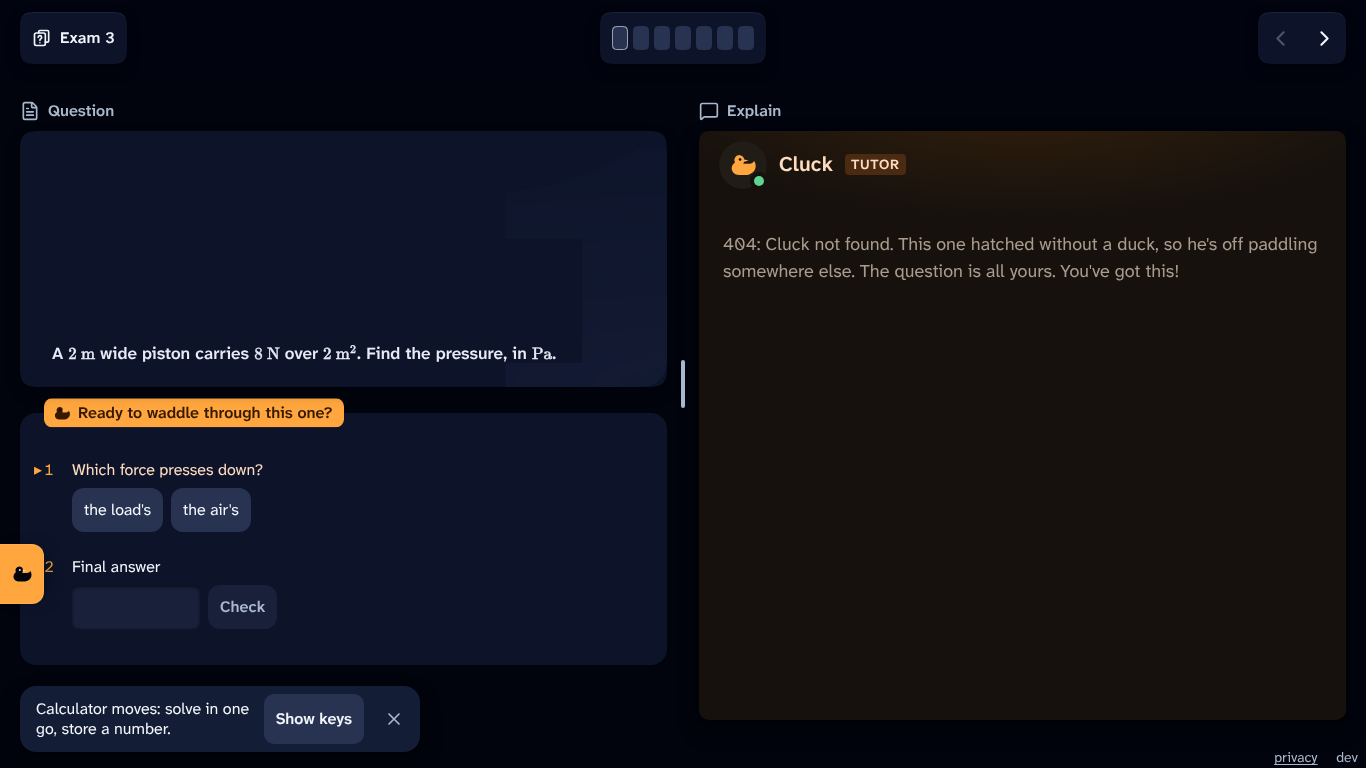 Exam 3
Question
A 2 m wide piston carries 8 N over 2 m². Find the pressure, in Pa.
Ready to waddle through this one?
1 Which force presses down?
the load's the air's
2 Final answer
Check
Calculator moves: solve in one
go, store a number.
Show keys
Explain
Cluck TUTOR
404: Cluck not found. This one hatched without a duck, so he's off paddling
somewhere else. The question is all yours. You've got this!
privacy dev